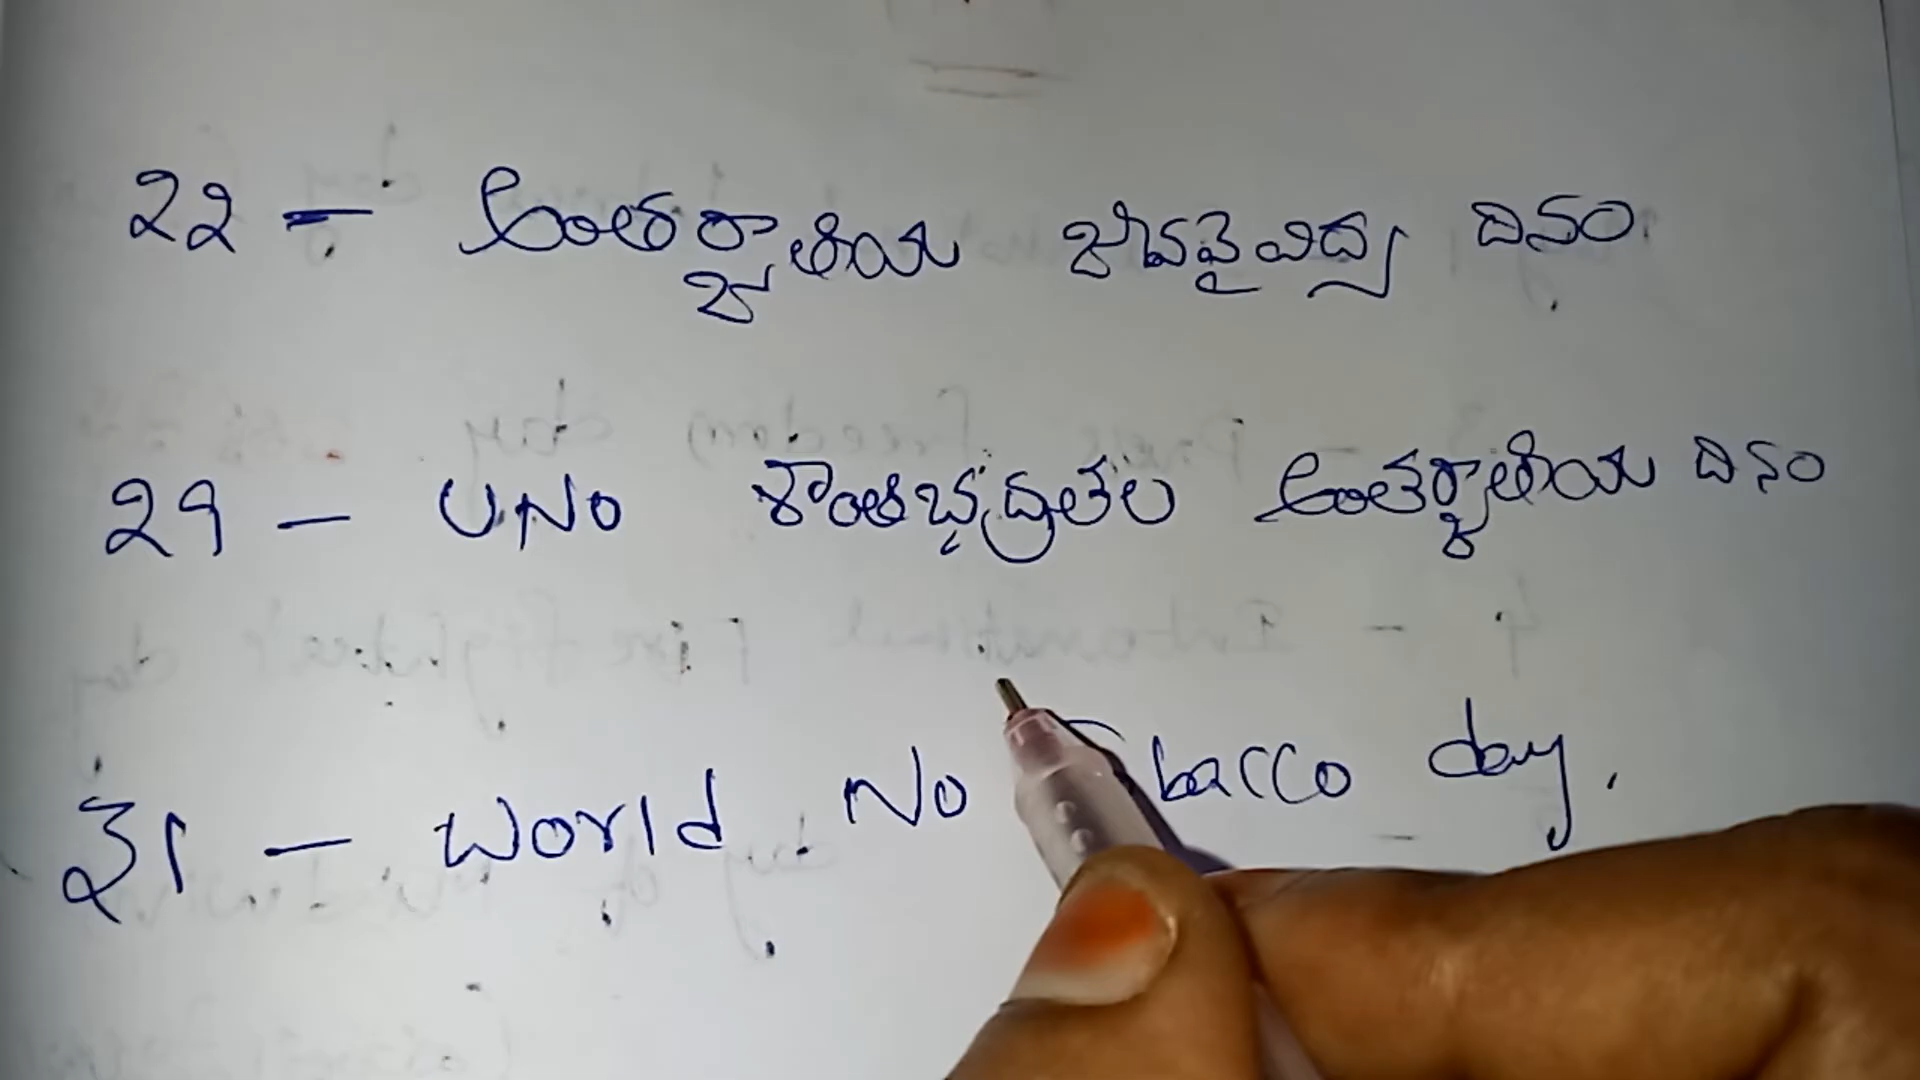 22 - అంతర్జాతీయ జీవవైవిధ్య దినం
29 - UNO శాంతిభద్రతల అంతర్జాతీయ దినం
31 - World No bacco day.